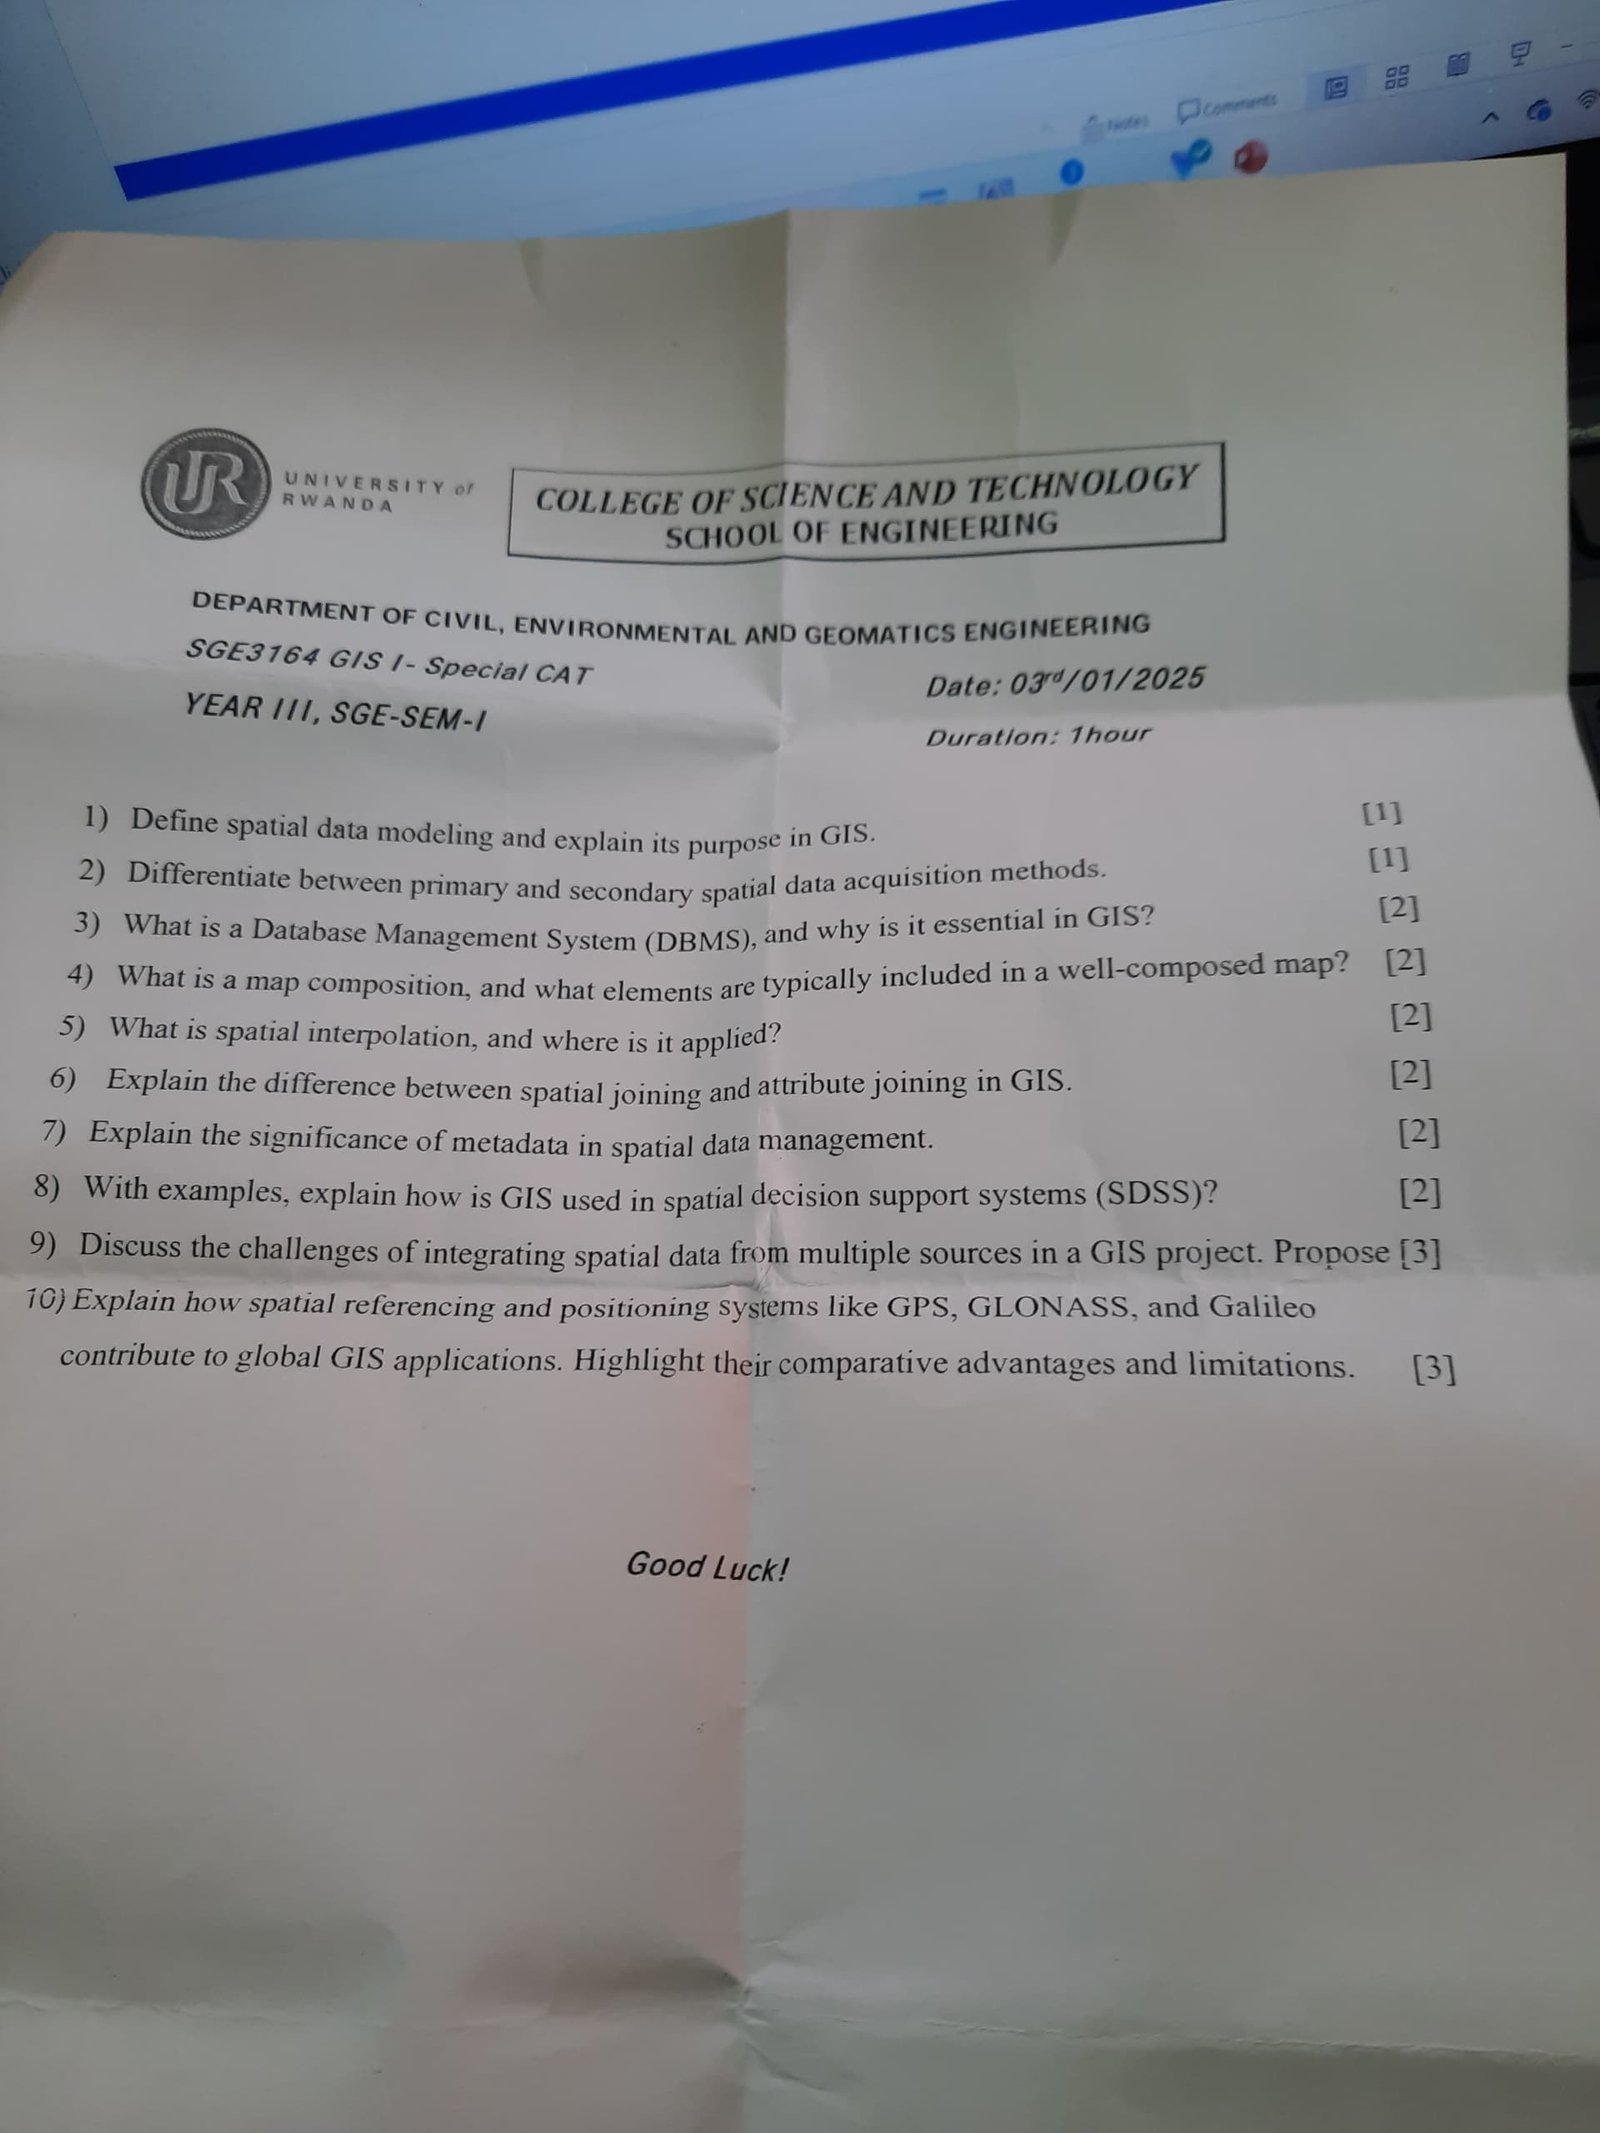 Notes Comments
UNIVERSITY of
RWANDA
COLLEGE OF SCIENCE AND TECHNOLOGY
SCHOOL OF ENGINEERING
DEPARTMENT OF CIVIL, ENVIRONMENTAL AND GEOMATICS ENGINEERING
SGE3164 GIS I- Special CAT
Date: 03rd/01/2025
YEAR III, SGE-SEM-I
Duration: 1hour
1) Define spatial data modeling and explain its purpose in GIS. [1]
2) Differentiate between primary and secondary spatial data acquisition methods. [1]
3) What is a Database Management System (DBMS), and why is it essential in GIS? [2]
4) What is a map composition, and what elements are typically included in a well-composed map? [2]
5) What is spatial interpolation, and where is it applied? [2]
6) Explain the difference between spatial joining and attribute joining in GIS. [2]
7) Explain the significance of metadata in spatial data management. [2]
8) With examples, explain how is GIS used in spatial decision support systems (SDSS)? [2]
9) Discuss the challenges of integrating spatial data from multiple sources in a GIS project. Propose [3]
10) Explain how spatial referencing and positioning systems like GPS, GLONASS, and Galileo
contribute to global GIS applications. Highlight their comparative advantages and limitations. [3]
Good Luck!